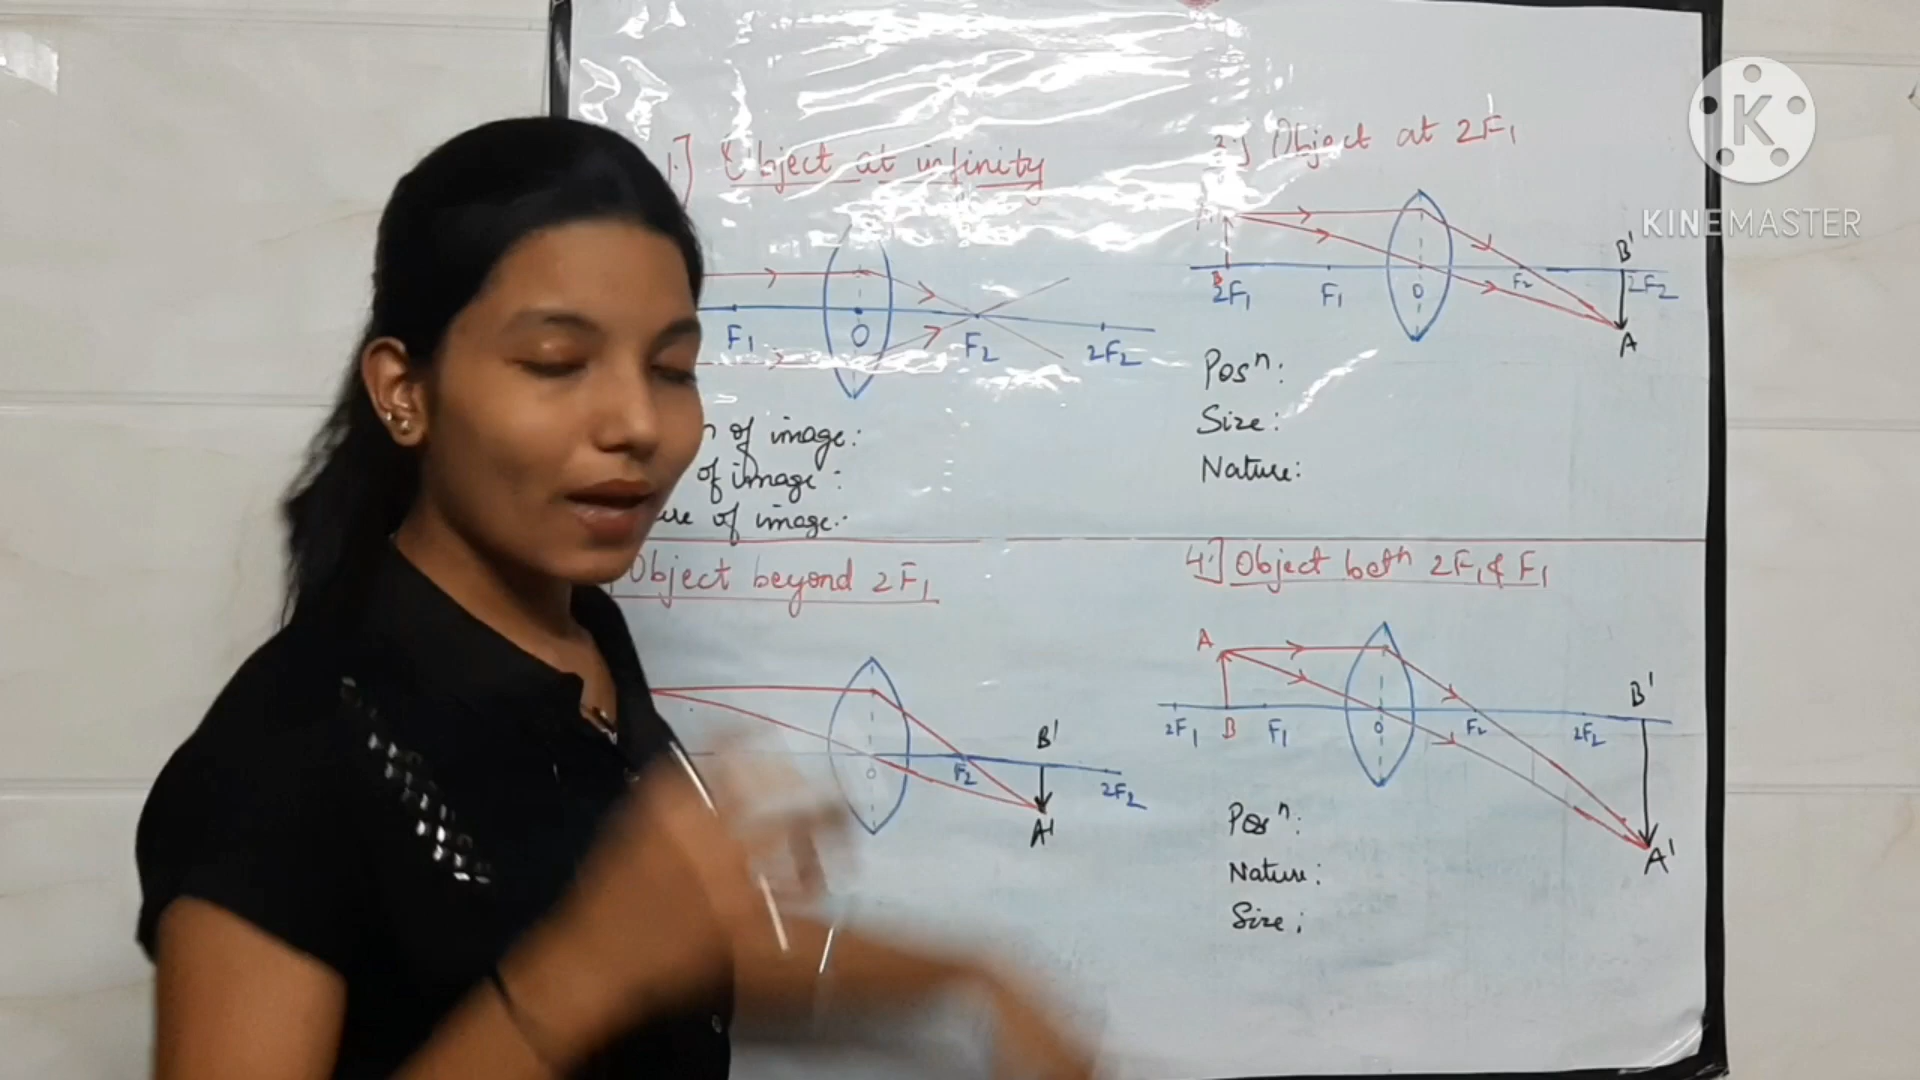 1.] Object at infinity
F1 O F2 2F2
of image:
of image:
of image:
3.] Object at 2F1
B'
B
2F1 F1 O F2 2F2
A
Posn:
Size:
Nature:
Object beyond 2F1
B'
O F2 2F2
A'
4.] Object betn 2F1 & F1
A
B'
2F1 B F1 O F2 2F2
A'
Posn:
Nature:
Size:
K
KINEMASTER